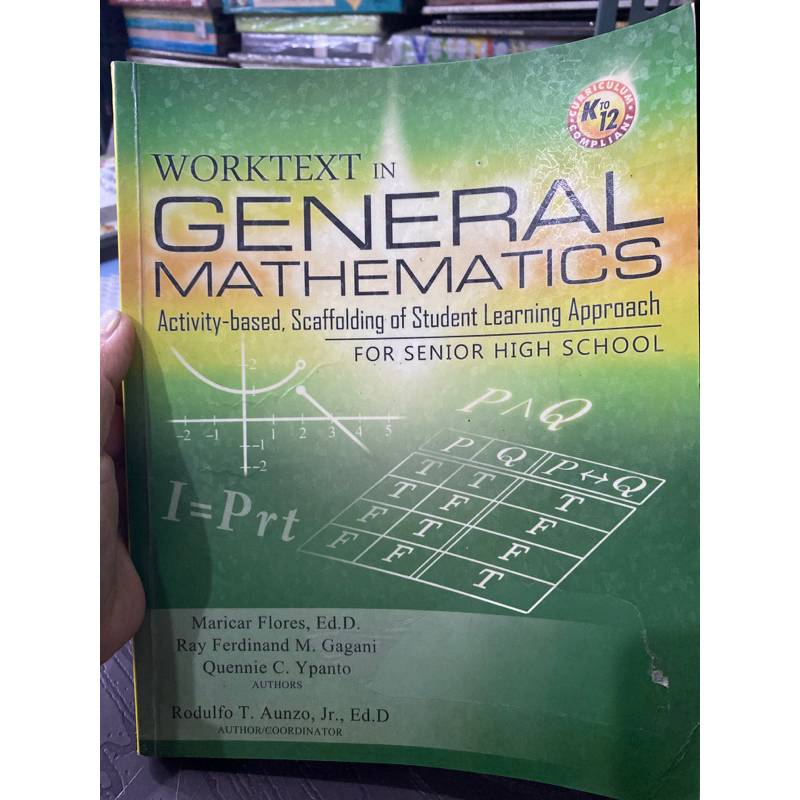 CURRICULUM
K TO 12
COMPLIANT
WORKTEXT IN
GENERAL
MATHEMATICS
Activity-based, Scaffolding of Student Learning Approach
FOR SENIOR HIGH SCHOOL
2
-2 -1 2 3 4 5
-1
-2
P∧Q
P Q P↔Q
T T T
T F F
F T F
F F T
I=Prt
Maricar Flores, Ed.D.
Ray Ferdinand M. Gagani
Quennie C. Ypanto
AUTHORS
Rodulfo T. Aunzo, Jr., Ed.D
AUTHOR/COORDINATOR